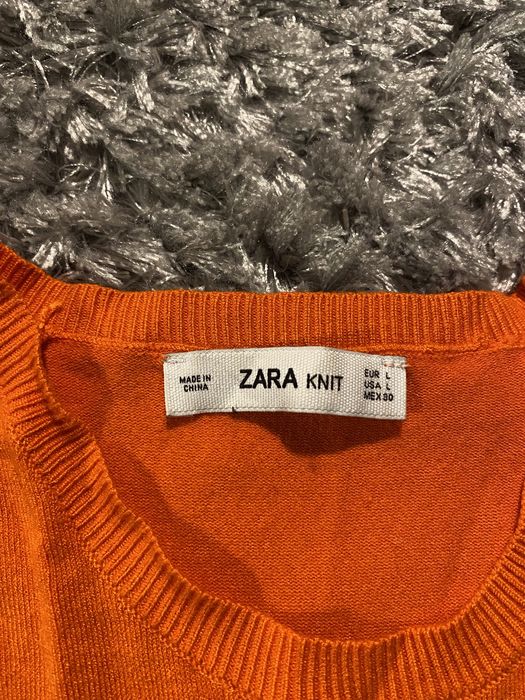 MADE IN
CHINA
ZARA KNIT
EUR L
USA L
MEX 30